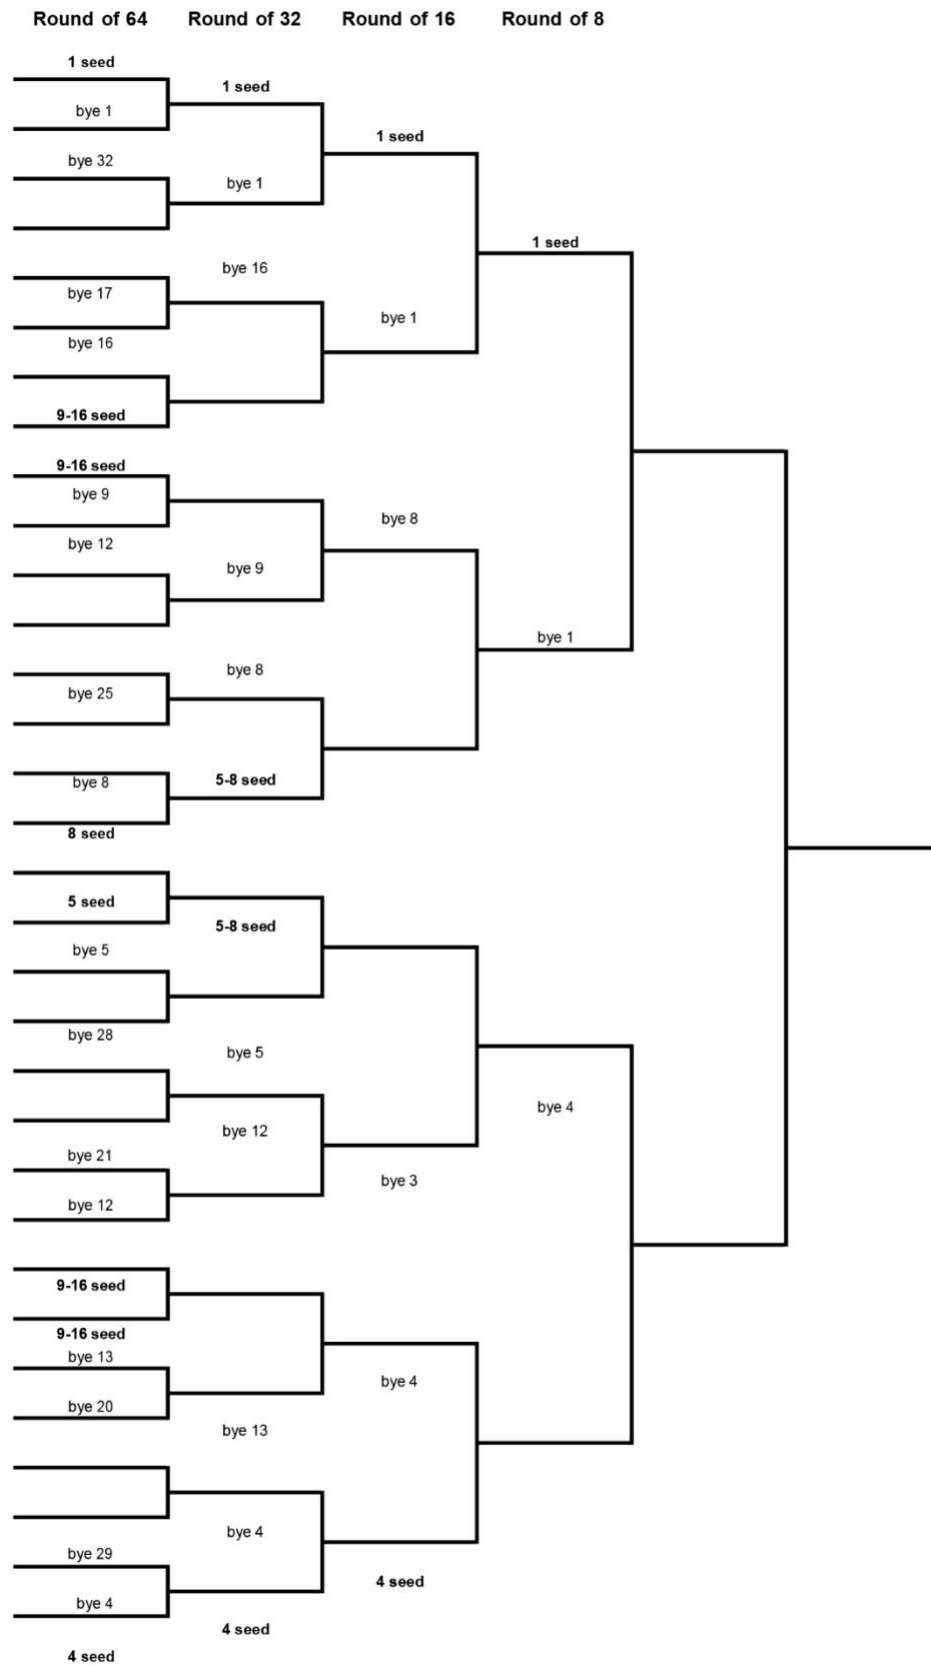 Round of 64 Round of 32 Round of 16 Round of 8
1 seed
1 seed
bye 1
1 seed
bye 32
bye 1
1 seed
bye 16
bye 17
bye 1
bye 16
9-16 seed
9-16 seed
bye 9
bye 8
bye 12
bye 9
bye 1
bye 8
bye 25
5-8 seed
bye 8
8 seed
5 seed
5-8 seed
bye 5
bye 28
bye 5
bye 4
bye 12
bye 21
bye 3
bye 12
9-16 seed
9-16 seed
bye 13
bye 4
bye 20
bye 13
bye 4
bye 29
4 seed
bye 4
4 seed
4 seed